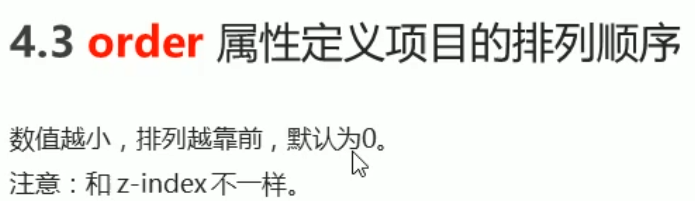 4.3 order 属性定义项目的排列顺序
数值越小，排列越靠前，默认为0。
注意：和 z-index 不一样。